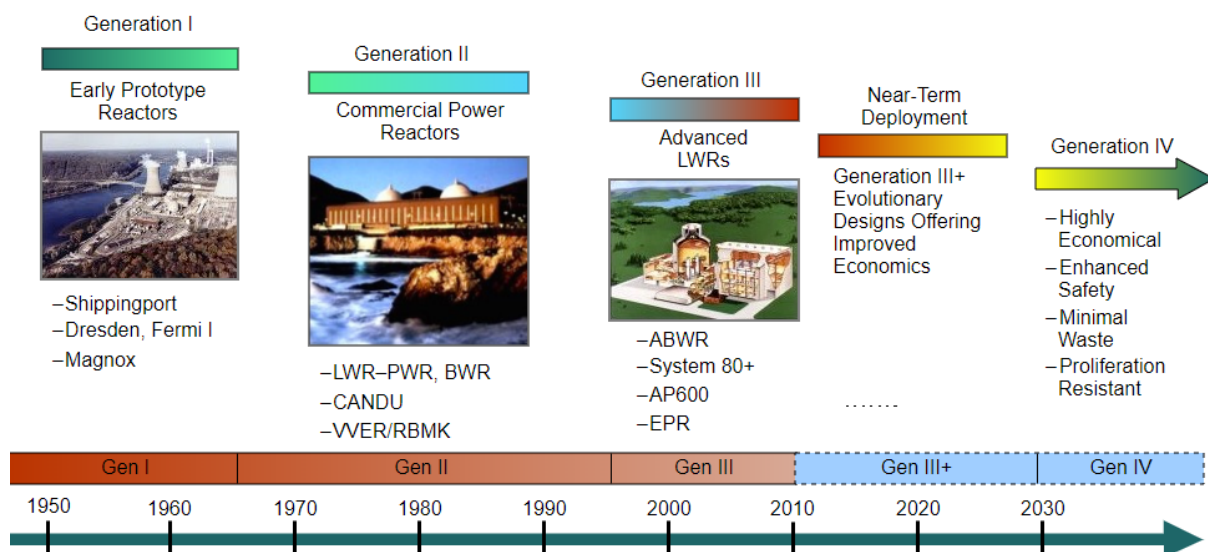 Generation I
Early Prototype
Reactors
–Shippingport
–Dresden, Fermi I
–Magnox
Generation II
Commercial Power
Reactors
–LWR–PWR, BWR
–CANDU
–VVER/RBMK
Generation III
Advanced
LWRs
–ABWR
–System 80+
–AP600
–EPR
Near-Term
Deployment
Generation III+
Evolutionary
Designs Offering
Improved
Economics
.......
Generation IV
–Highly
Economical
–Enhanced
Safety
–Minimal
Waste
–Proliferation
Resistant
Gen I
Gen II
Gen III
Gen III+
Gen IV
1950 1960 1970 1980 1990 2000 2010 2020 2030